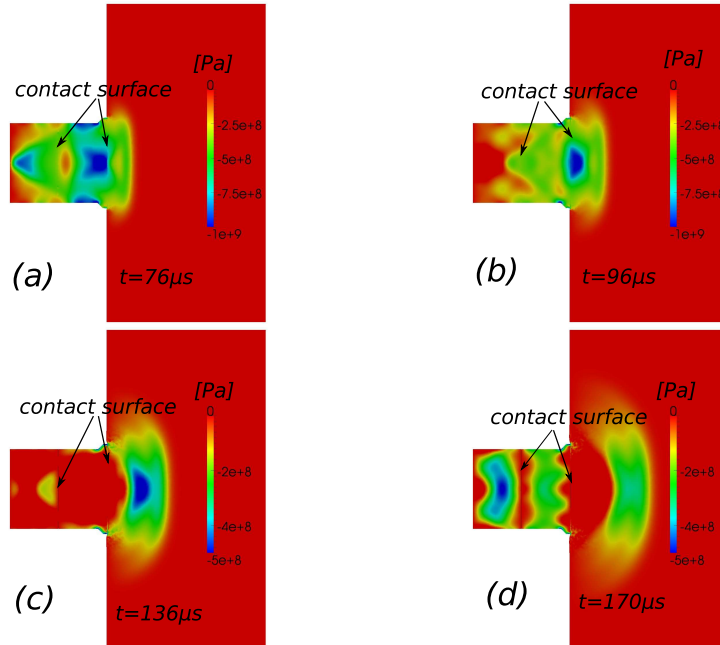 [Pa]
contact surface
0
-2.5e+8
-5e+8
-7.5e+8
-1e+9
(a)
t=76μs
[Pa]
contact surface
0
-2.5e+8
-5e+8
-7.5e+8
-1e+9
(b)
t=96μs
[Pa]
contact surface
0
-2e+8
-4e+8
-5e+8
(c)
t=136μs
[Pa]
contact surface
0
-2e+8
-4e+8
-5e+8
(d)
t=170μs